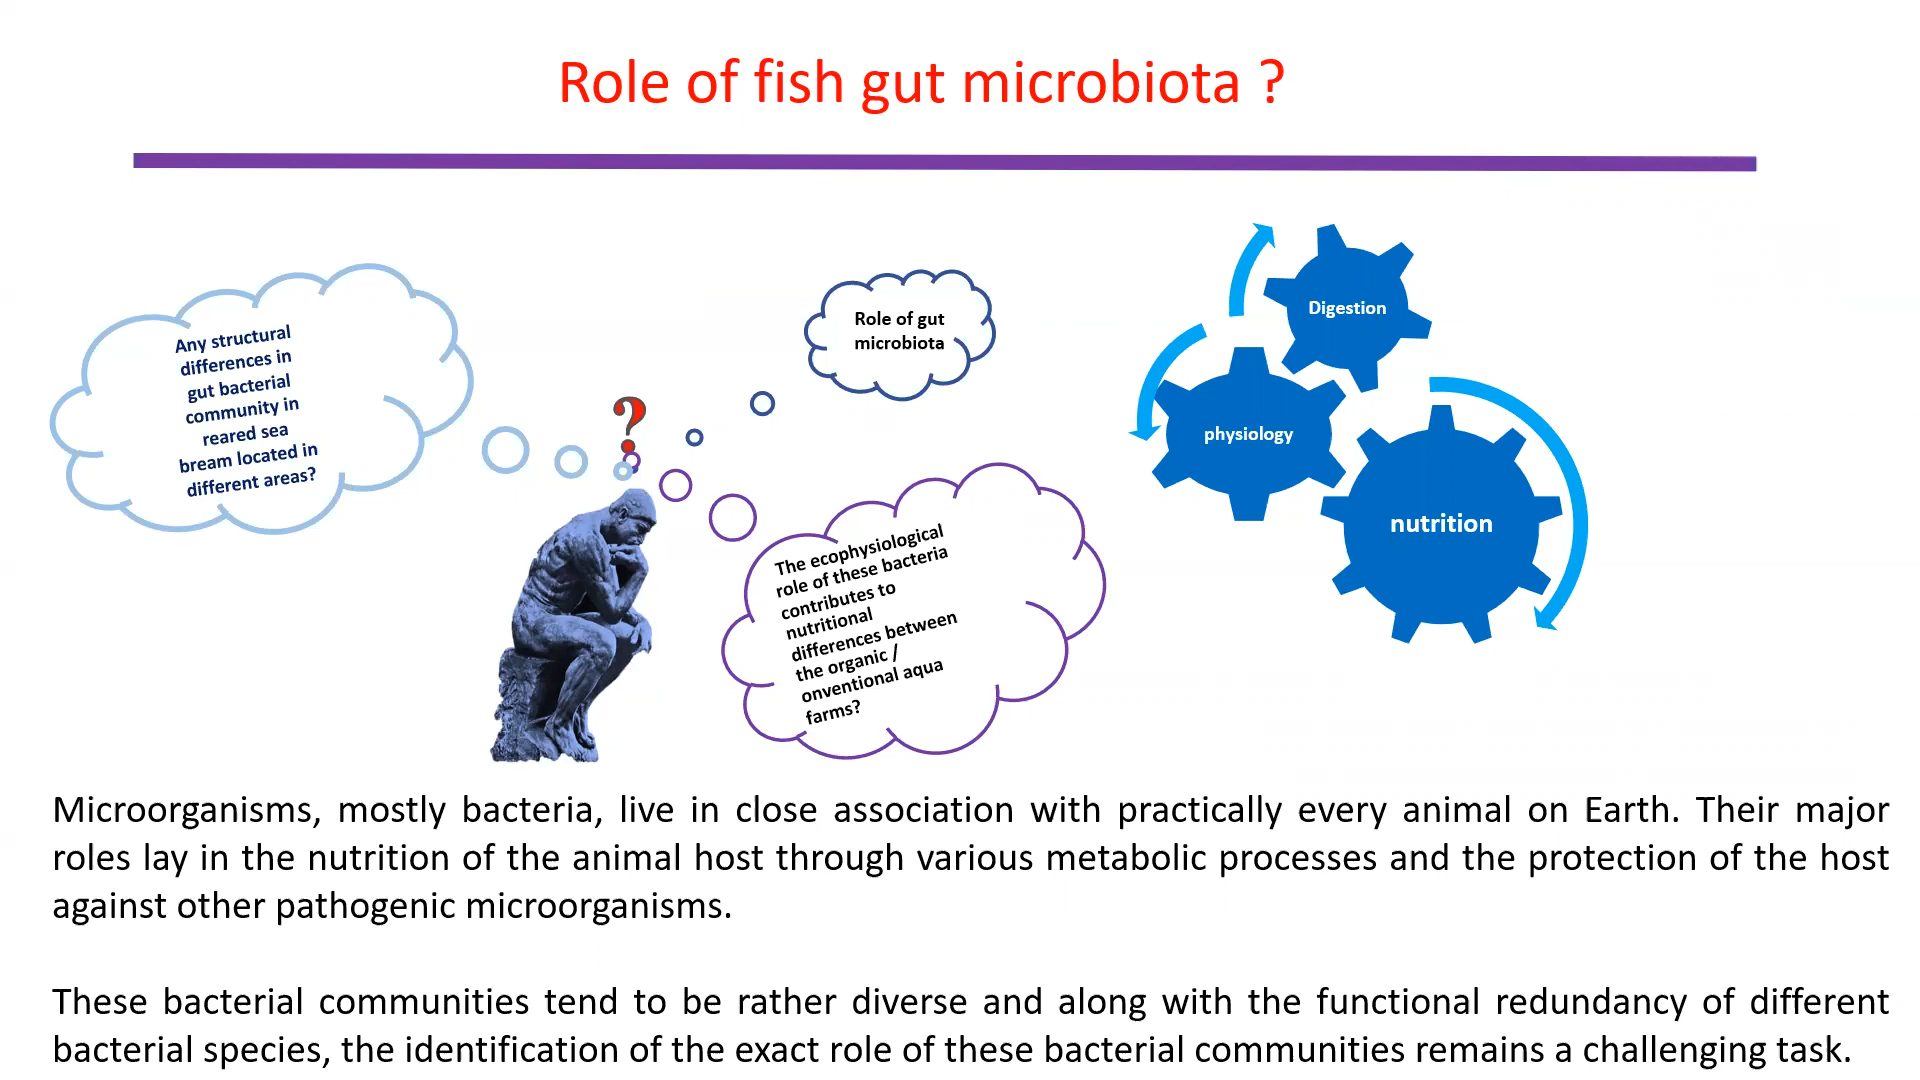 Role of fish gut microbiota ?
Any structural
differences in
gut bacterial
community in
reared sea
bream located in
different areas?
?
Role of gut
microbiota
The ecophysiological
role of these bacteria
contributes to
nutritional
differences between
the organic /
onventional aqua
farms?
Digestion
physiology
nutrition
Microorganisms, mostly bacteria, live in close association with practically every animal on Earth. Their major
roles lay in the nutrition of the animal host through various metabolic processes and the protection of the host
against other pathogenic microorganisms.
These bacterial communities tend to be rather diverse and along with the functional redundancy of different
bacterial species, the identification of the exact role of these bacterial communities remains a challenging task.